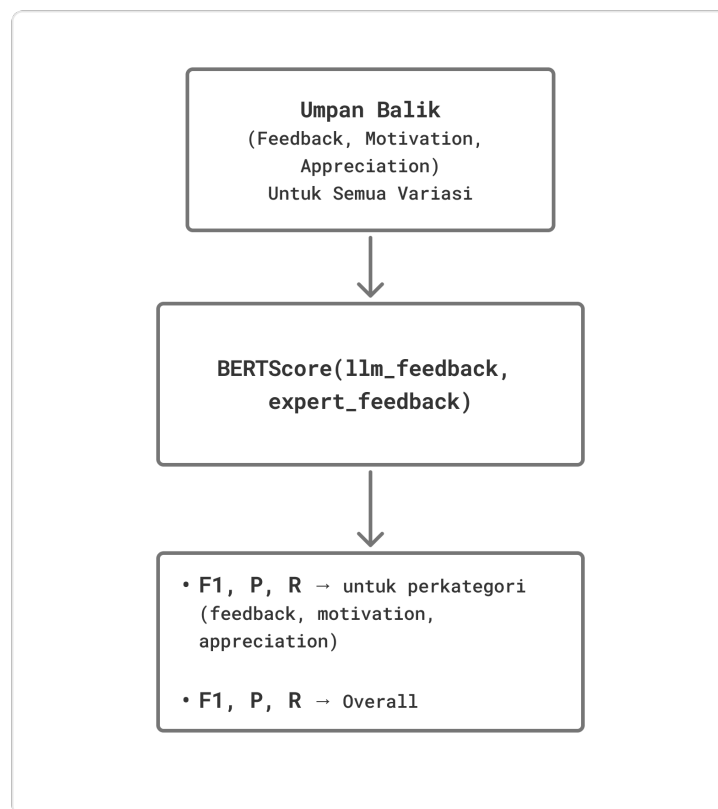 Umpan Balik
(Feedback, Motivation,
Appreciation)
Untuk Semua Variasi
BERTScore(llm_feedback,
expert_feedback)
• F1, P, R → untuk perkategori
(feedback, motivation,
appreciation)
• F1, P, R → Overall